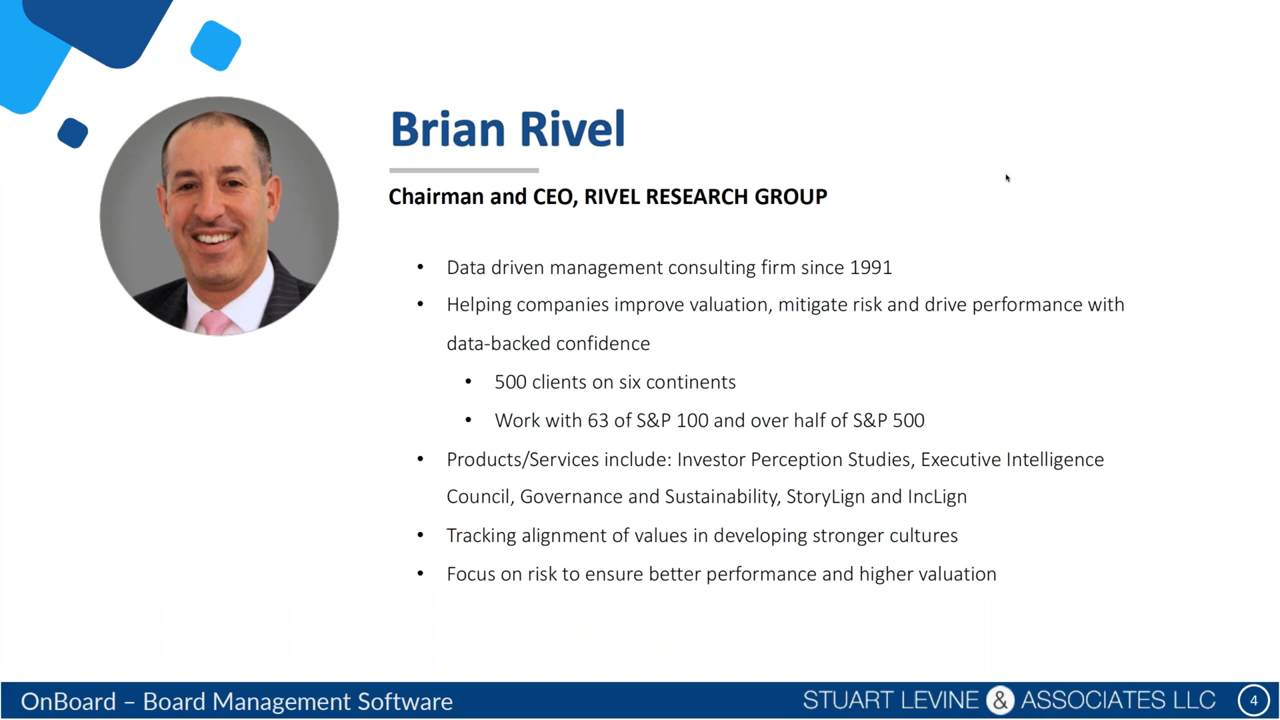 Brian Rivel
Chairman and CEO, RIVEL RESEARCH GROUP
• Data driven management consulting firm since 1991
• Helping companies improve valuation, mitigate risk and drive performance with
data-backed confidence
• 500 clients on six continents
• Work with 63 of S&P 100 and over half of S&P 500
• Products/Services include: Investor Perception Studies, Executive Intelligence
Council, Governance and Sustainability, StoryLign and IncLign
• Tracking alignment of values in developing stronger cultures
• Focus on risk to ensure better performance and higher valuation
OnBoard – Board Management Software
STUART LEVINE & ASSOCIATES LLC
4